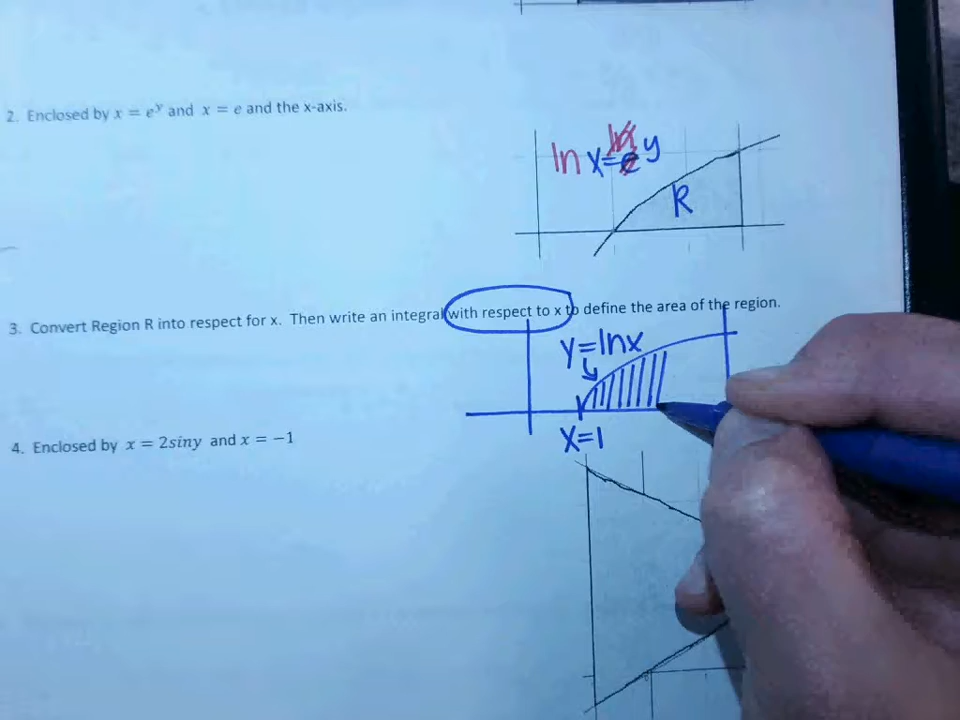 2. Enclosed by x = e^y and x = e and the x-axis.
ln x = e y
R
3. Convert Region R into respect for x. Then write an integral with respect to x to define the area of the region.
y = ln x
x = 1
4. Enclosed by x = 2siny and x = −1